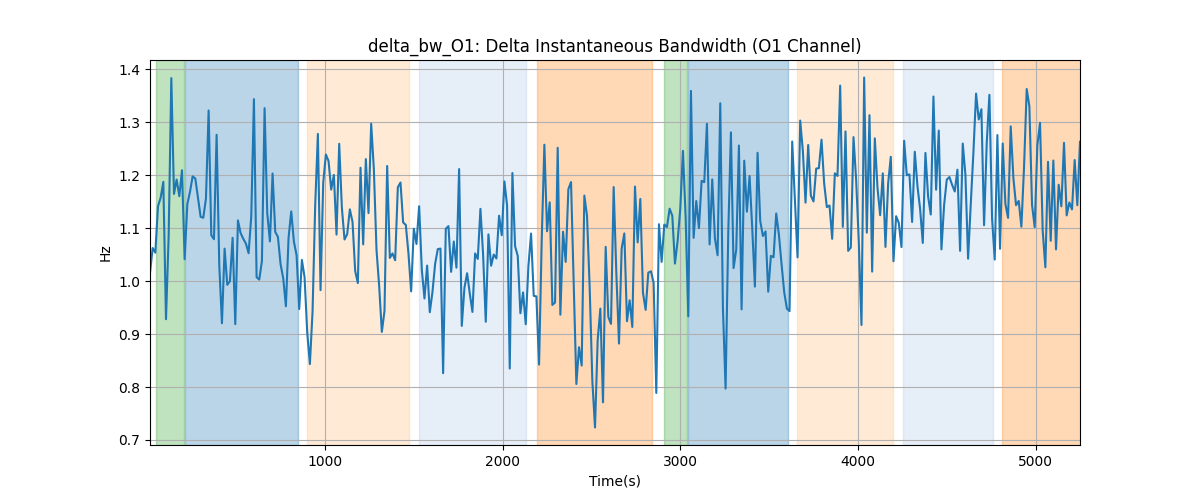 delta_bw_O1: Delta Instantaneous Bandwidth (O1 Channel)
1.4
1.3
1.2
1.1
1.0
0.9
0.8
0.7
Hz
1000 2000 3000 4000 5000
Time(s)